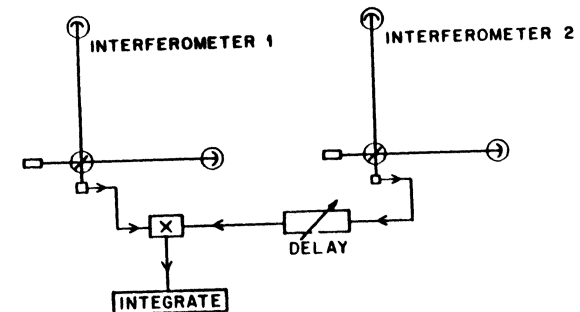 INTERFEROMETER 1
INTERFEROMETER 2
X
DELAY
INTEGRATE